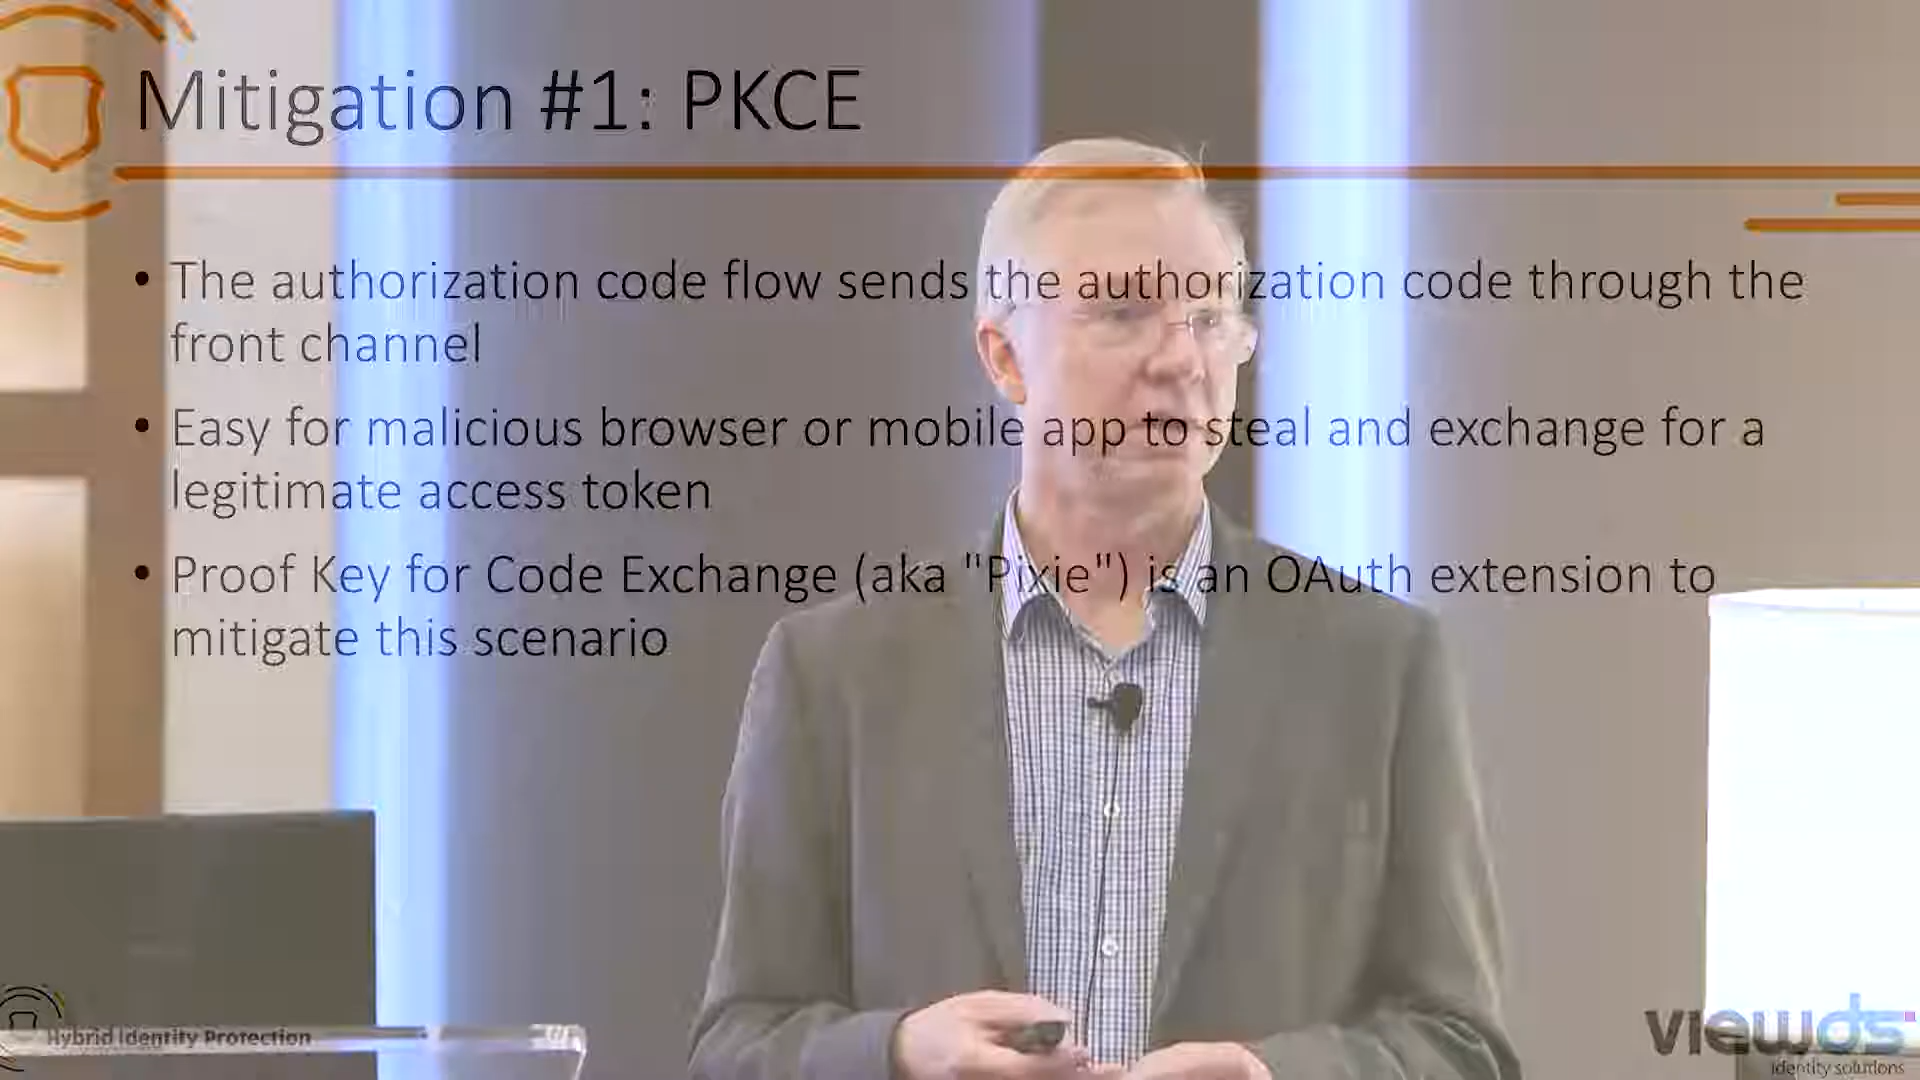 Mitigation #1: PKCE
• The authorization code flow sends the authorization code through the
front channel
• Easy for malicious browser or mobile app to steal and exchange for a
legitimate access token
• Proof Key for Code Exchange (aka "Pixie") is an OAuth extension to
mitigate this scenario
Hybrid Identity Protection
viewds
identity solutions